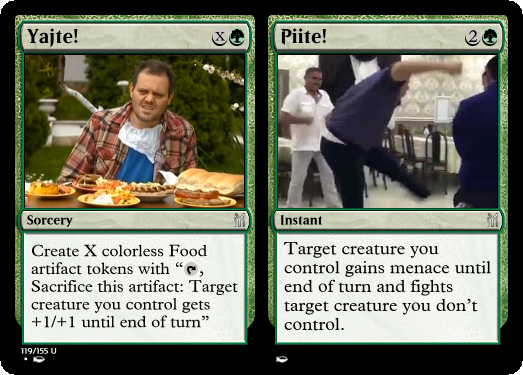 Yajte!
X
Sorcery
Create X colorless Food
artifact tokens with “
,
Sacrifice this artifact: Target
creature you control gets
+1/+1 until end of turn”
119/155 U
Piite!
2
Instant
Target creature you
control gains menace until
end of turn and fights
target creature you don’t
control.